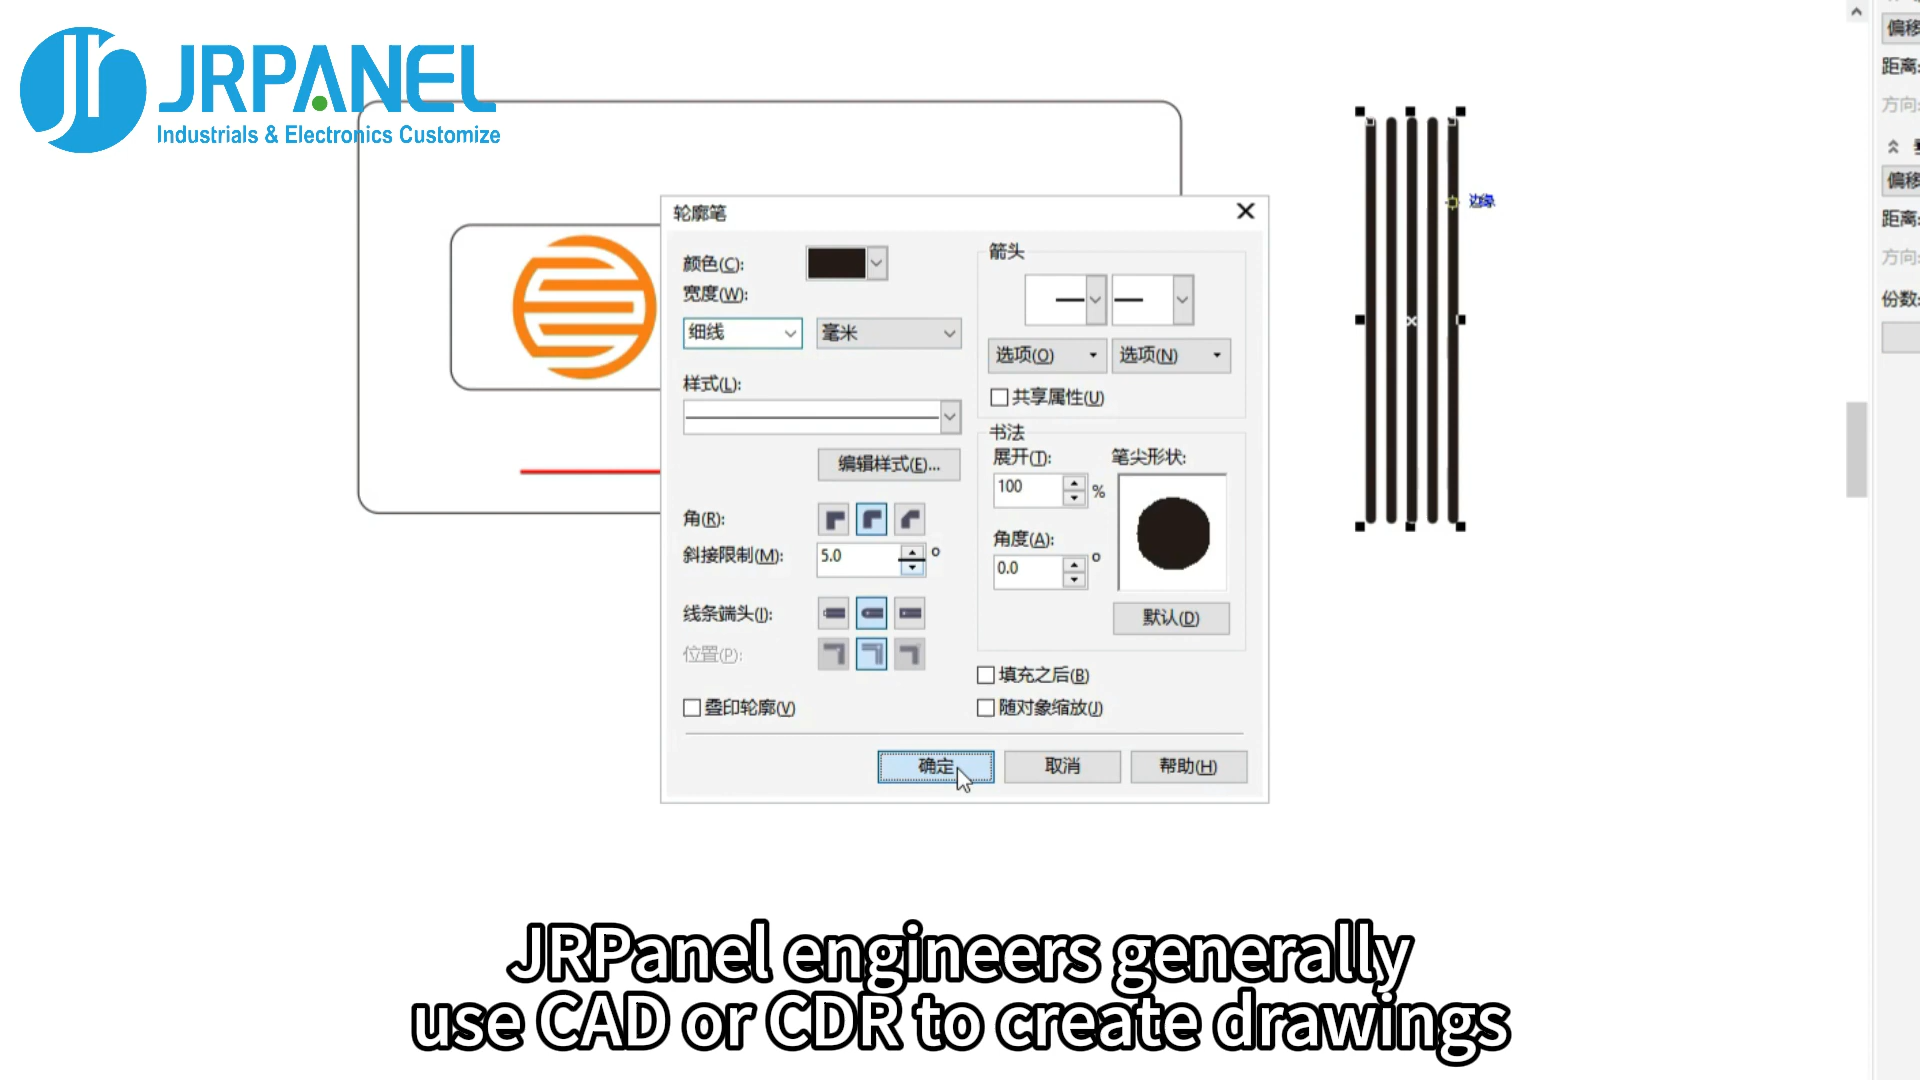 JRPANEL
Industrials & Electronics Customize
偏移
距离:
方向:
偏移
距离:
方向:
份数:
边缘
轮廓笔
颜色(C):
宽度(W):
细线
毫米
样式(L):
编辑样式(E)...
角(R):
斜接限制(M):
5.0
°
线条端头(I):
位置(P):
叠印轮廓(V)
箭头
选项(O)
选项(N)
共享属性(U)
书法
展开(T):
笔尖形状:
100
%
角度(A):
0.0
°
默认(D)
填充之后(B)
随对象缩放(J)
确定
取消
帮助(H)
JRPanel engineers generally
use CAD or CDR to create drawings